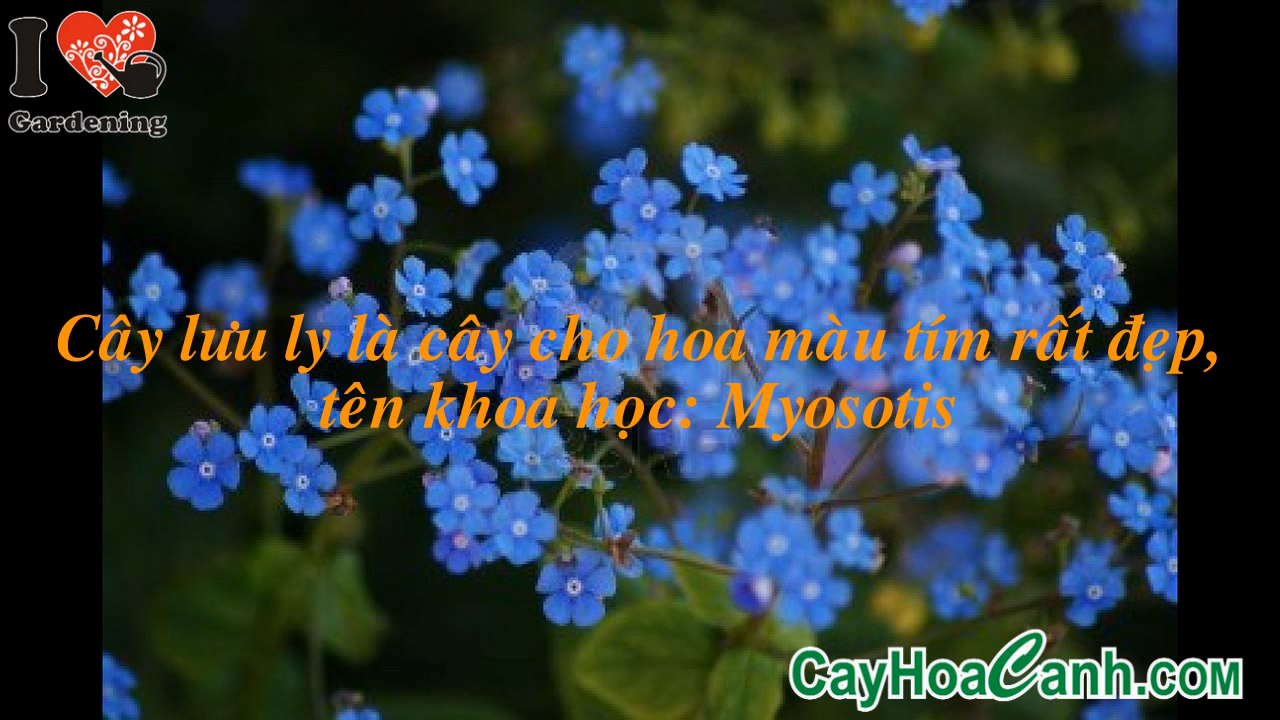 I
Gardening
Cây lưu ly là cây cho hoa màu tím rất đẹp,
tên khoa học: Myosotis
CayHoaCanh.com